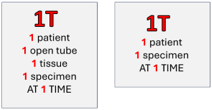 1T
1 patient
1 open tube
1 tissue
1 specimen
AT 1 TIME
1T
1 patient
1 specimen
AT 1 TIME